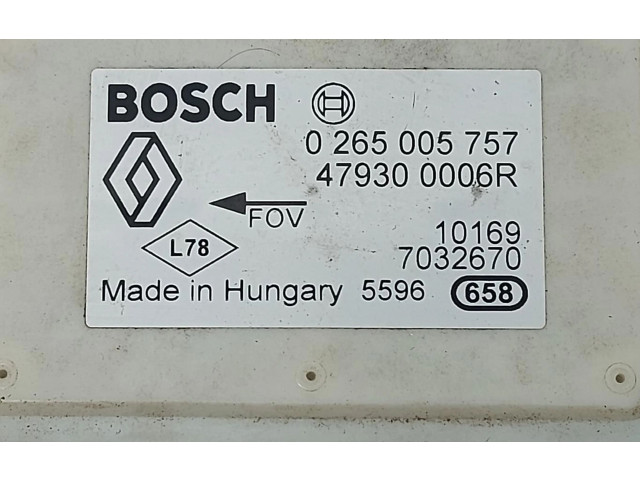 BOSCH
0 265 005 757
47930 0006R
FOV
10169
L78
7032670
Made in Hungary 5596 658